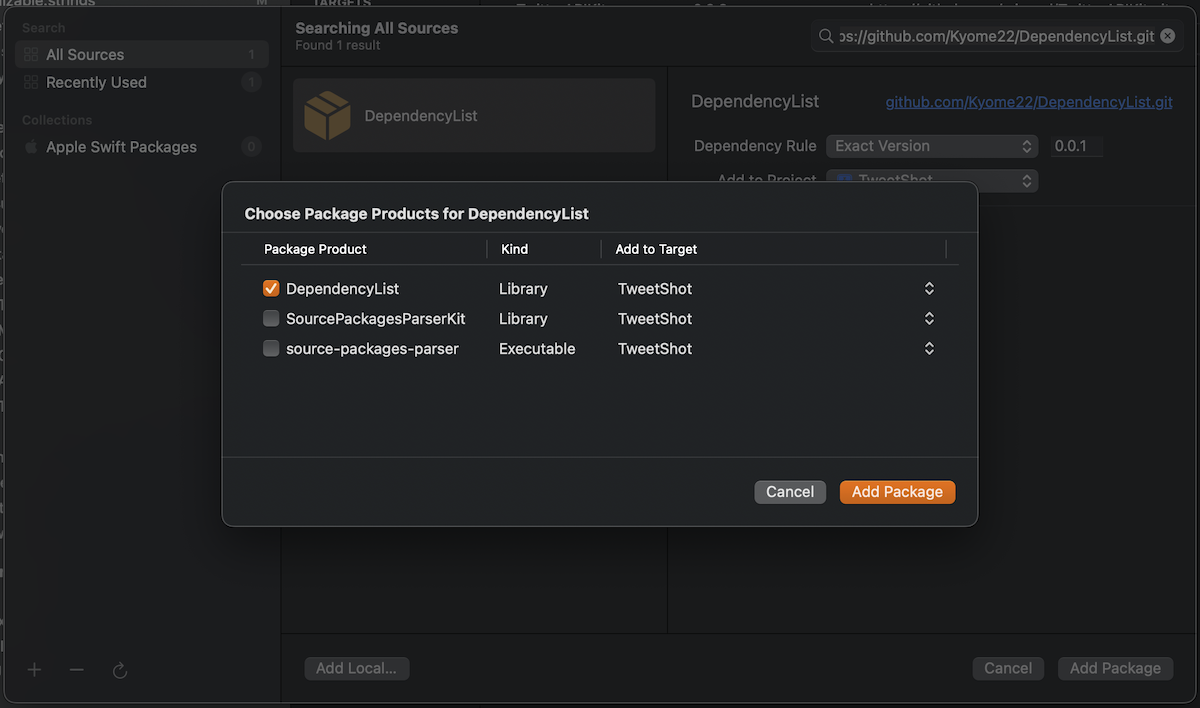 izable.strings
M
TARGETS
Search
All Sources 1
Recently Used 1
Collections
Apple Swift Packages 0
Searching All Sources
Found 1 result
ps://github.com/Kyome22/DependencyList.git
DependencyList
DependencyList
github.com/Kyome22/DependencyList.git
Dependency Rule Exact Version 0.0.1
Add to Project TweetShot
Choose Package Products for DependencyList
Package Product Kind Add to Target
DependencyList Library TweetShot
SourcePackagesParserKit Library TweetShot
source-packages-parser Executable TweetShot
Cancel Add Package
Add Local... Cancel Add Package